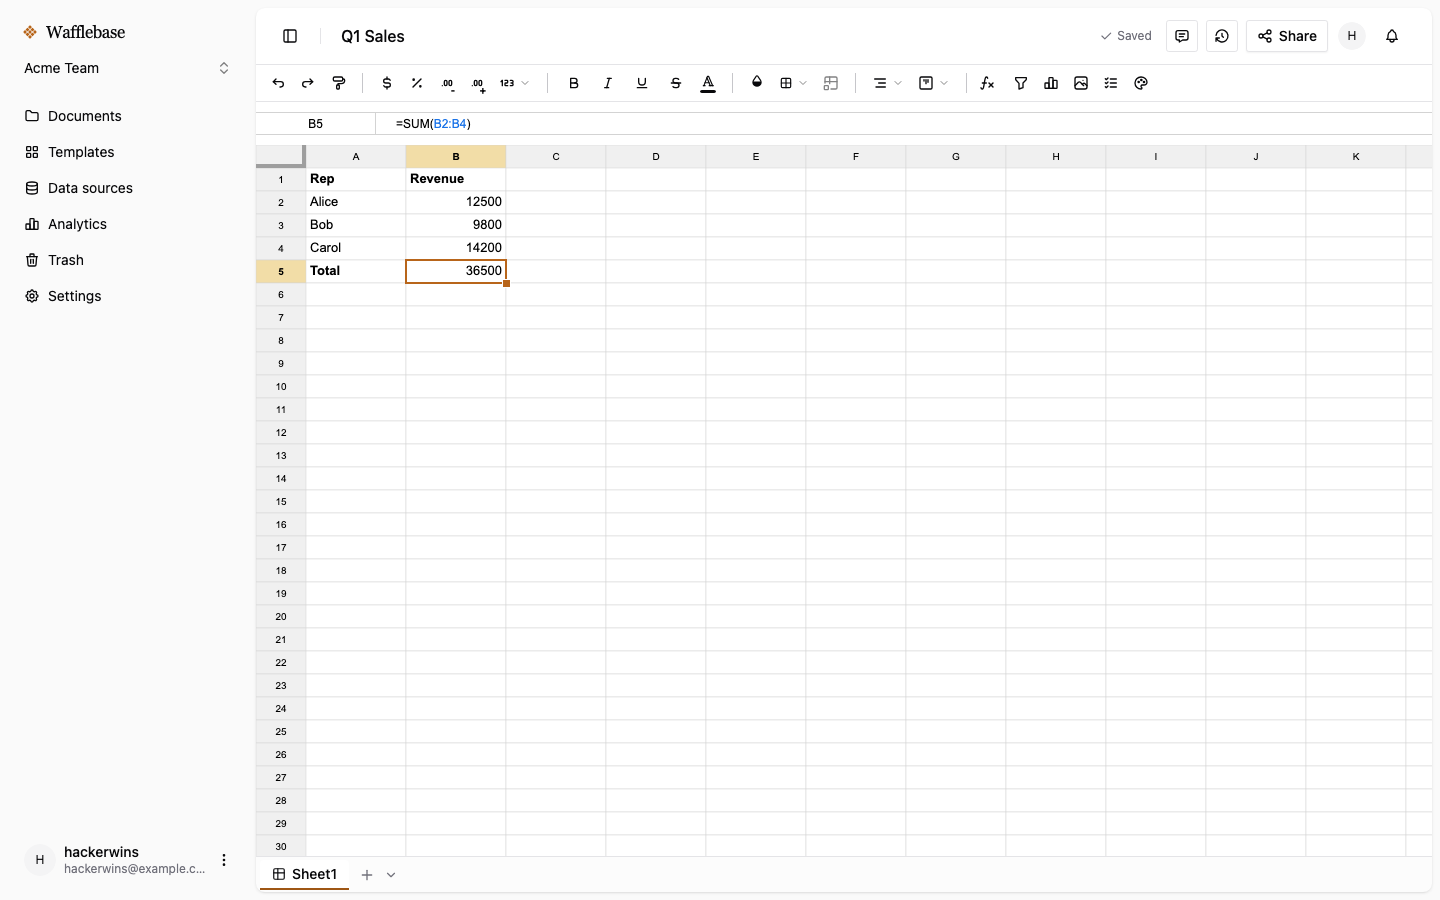 Wafflebase
Acme Team
Documents
Templates
Data sources
Analytics
Trash
Settings
H
hackerwins
hackerwins@example.c...
Q1 Sales
Saved
Share
H
$ % .00 .00 123 B I U S A
B5 =SUM(B2:B4)
A B C D E F G H I J K
1 Rep Revenue
2 Alice 12500
3 Bob 9800
4 Carol 14200
5 Total 36500
6
7
8
9
10
11
12
13
14
15
16
17
18
19
20
21
22
23
24
25
26
27
28
29
30
Sheet1